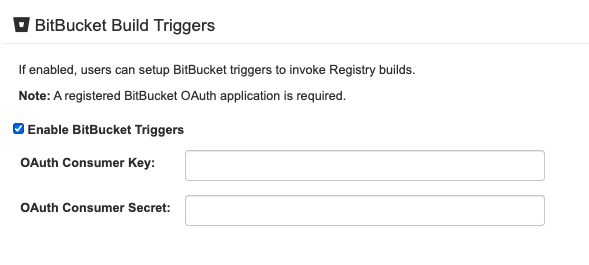 BitBucket Build Triggers
If enabled, users can setup BitBucket triggers to invoke Registry builds.
Note: A registered BitBucket OAuth application is required.
Enable BitBucket Triggers
OAuth Consumer Key:
OAuth Consumer Secret: